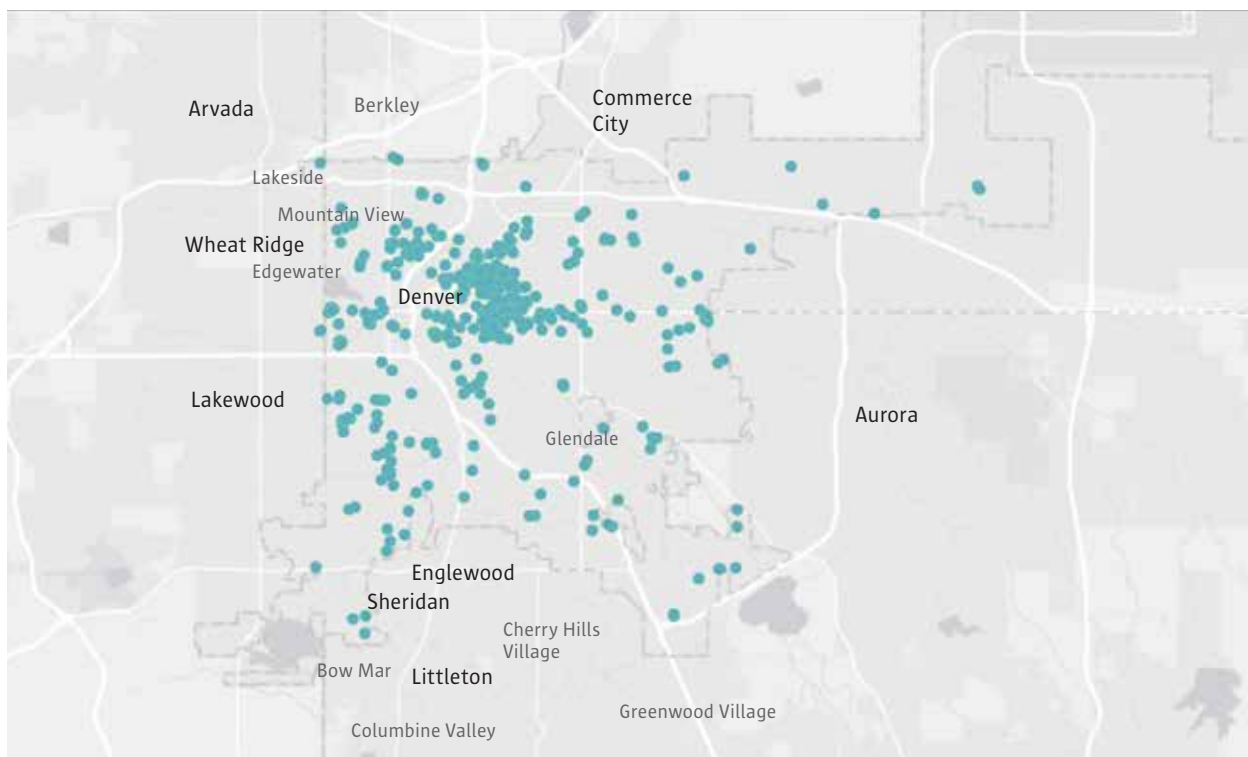 Commerce
City
Arvada
Berkley
Lakeside
Mountain View
Wheat Ridge
Edgewater
Denver
Lakewood
Aurora
Glendale
Englewood
Sheridan
Cherry Hills
Village
Bow Mar
Littleton
Greenwood Village
Columbine Valley